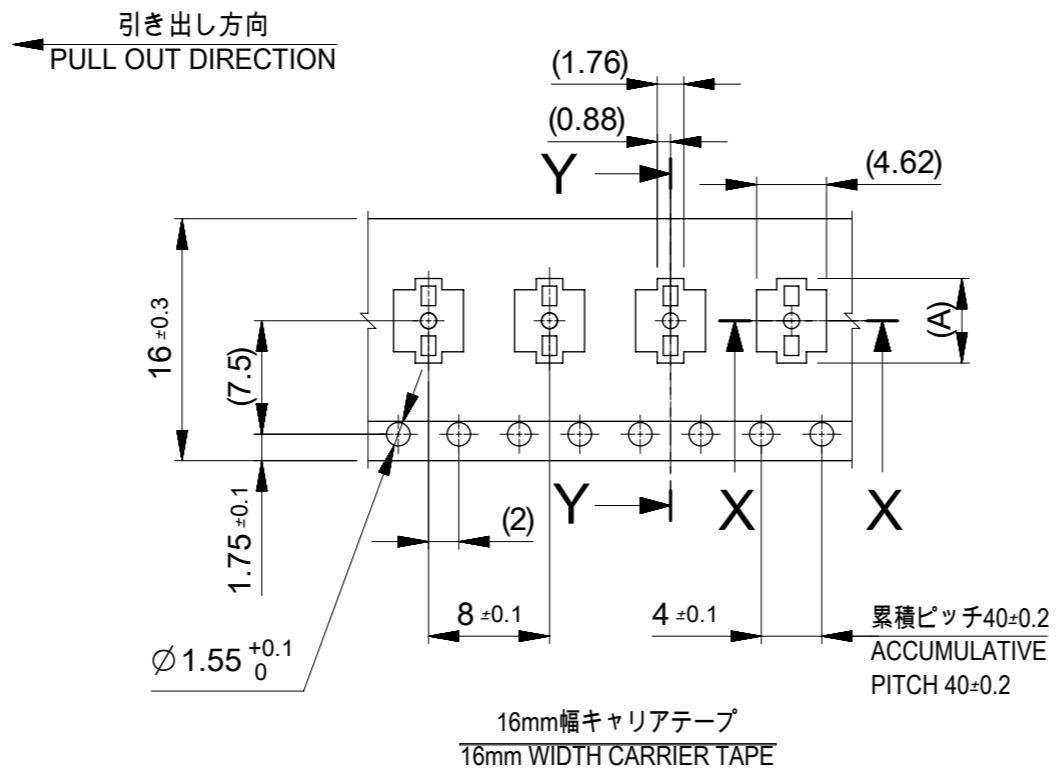 引き出し方向
PULL OUT DIRECTION
(1.76)
(0.88)
Y
(4.62)
16 ±0.3
(7.5)
(A)
1.75 ±0.1
Y
X
X
(2)
8 ±0.1
4 ±0.1
累積ピッチ40±0.2
ACCUMULATIVE
PITCH 40±0.2
∅1.55 +0.1 0
16mm幅キャリアテープ
16mm WIDTH CARRIER TAPE